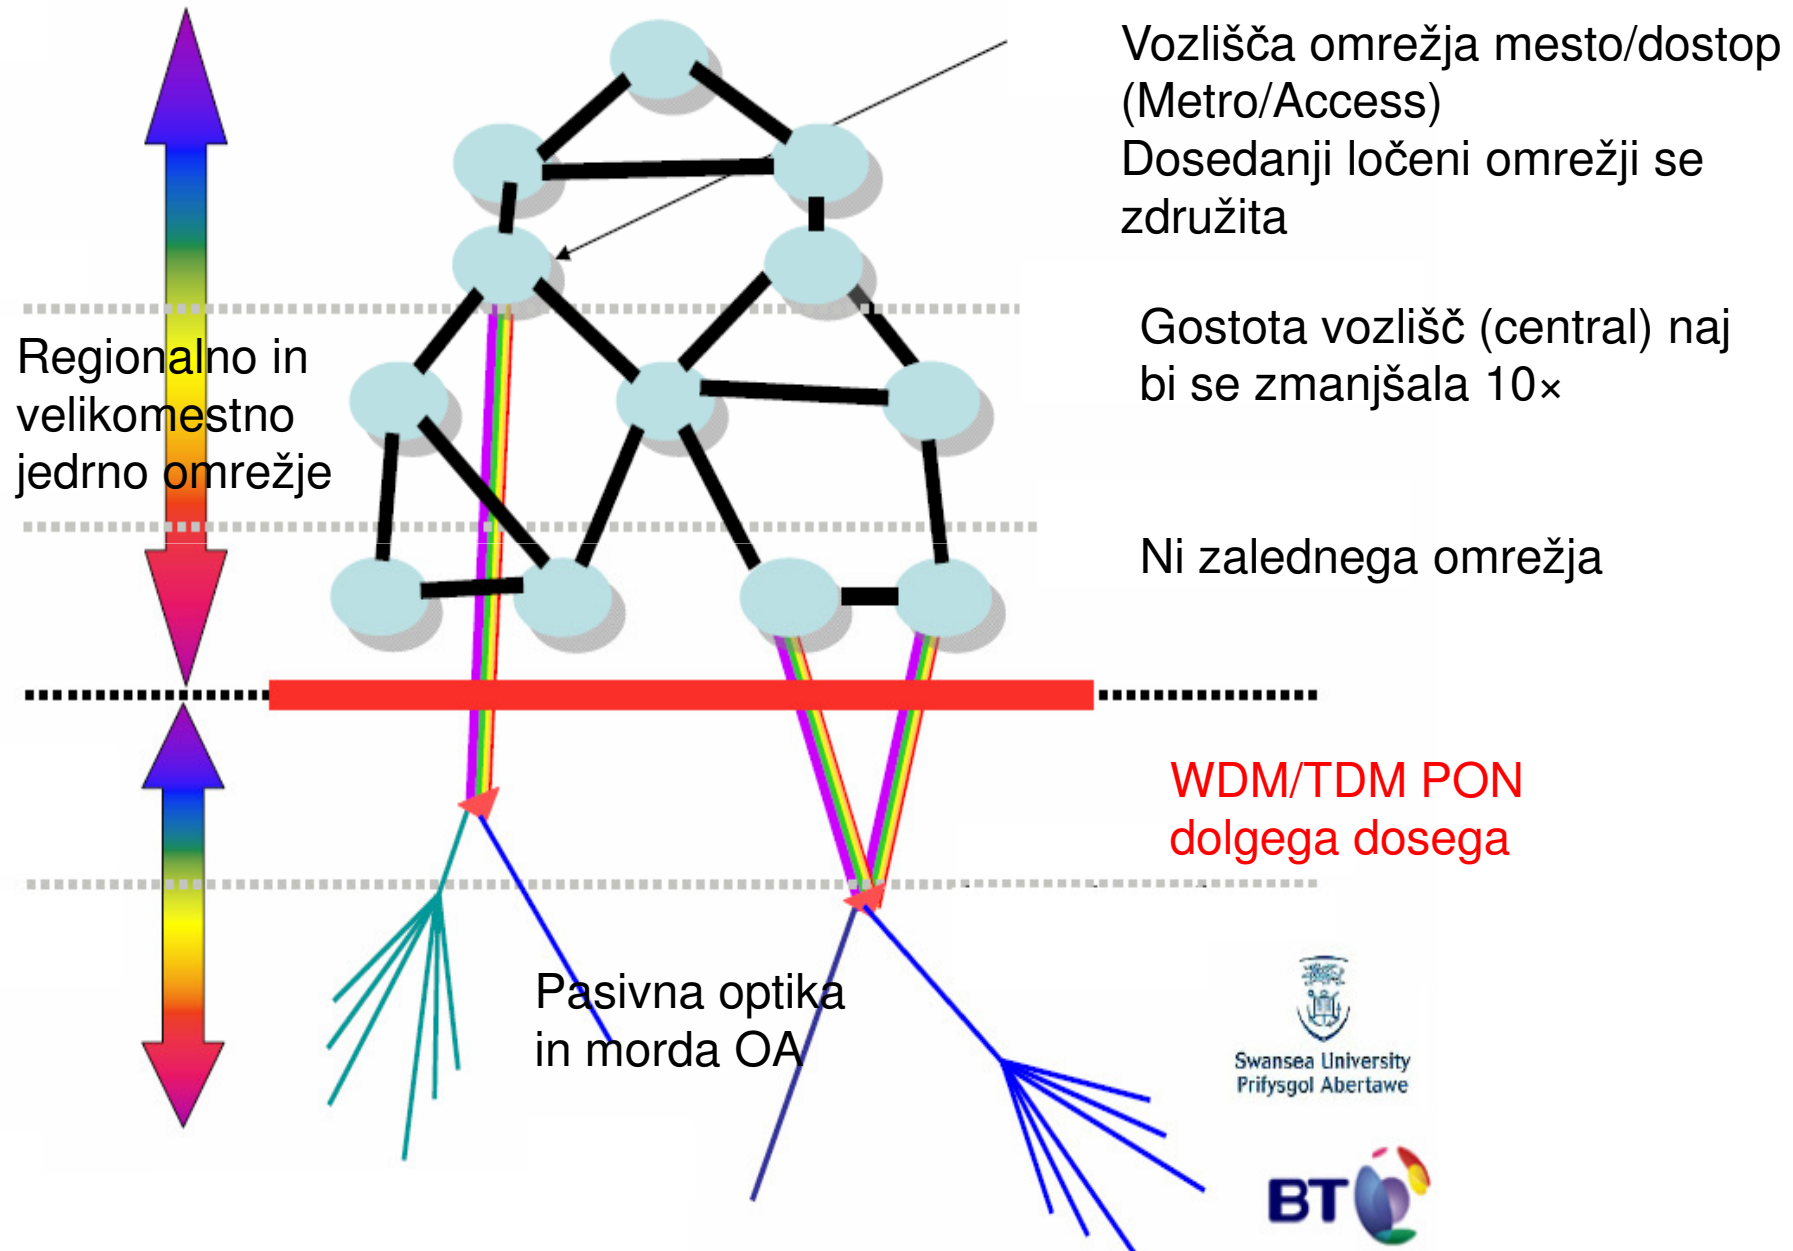 Vozlišča omrežja mesto/dostop
(Metro/Access)
Dosedanji ločeni omrežji se
združita
Gostota vozlišč (central) naj
bi se zmanjšala 10×
Regionalno in
velikomestno
jedrno omrežje
Ni zalednega omrežja
WDM/TDM PON
dolgega dosega
Pasivna optika
in morda OA
Swansea University
Prifysgol Abertawe
BT